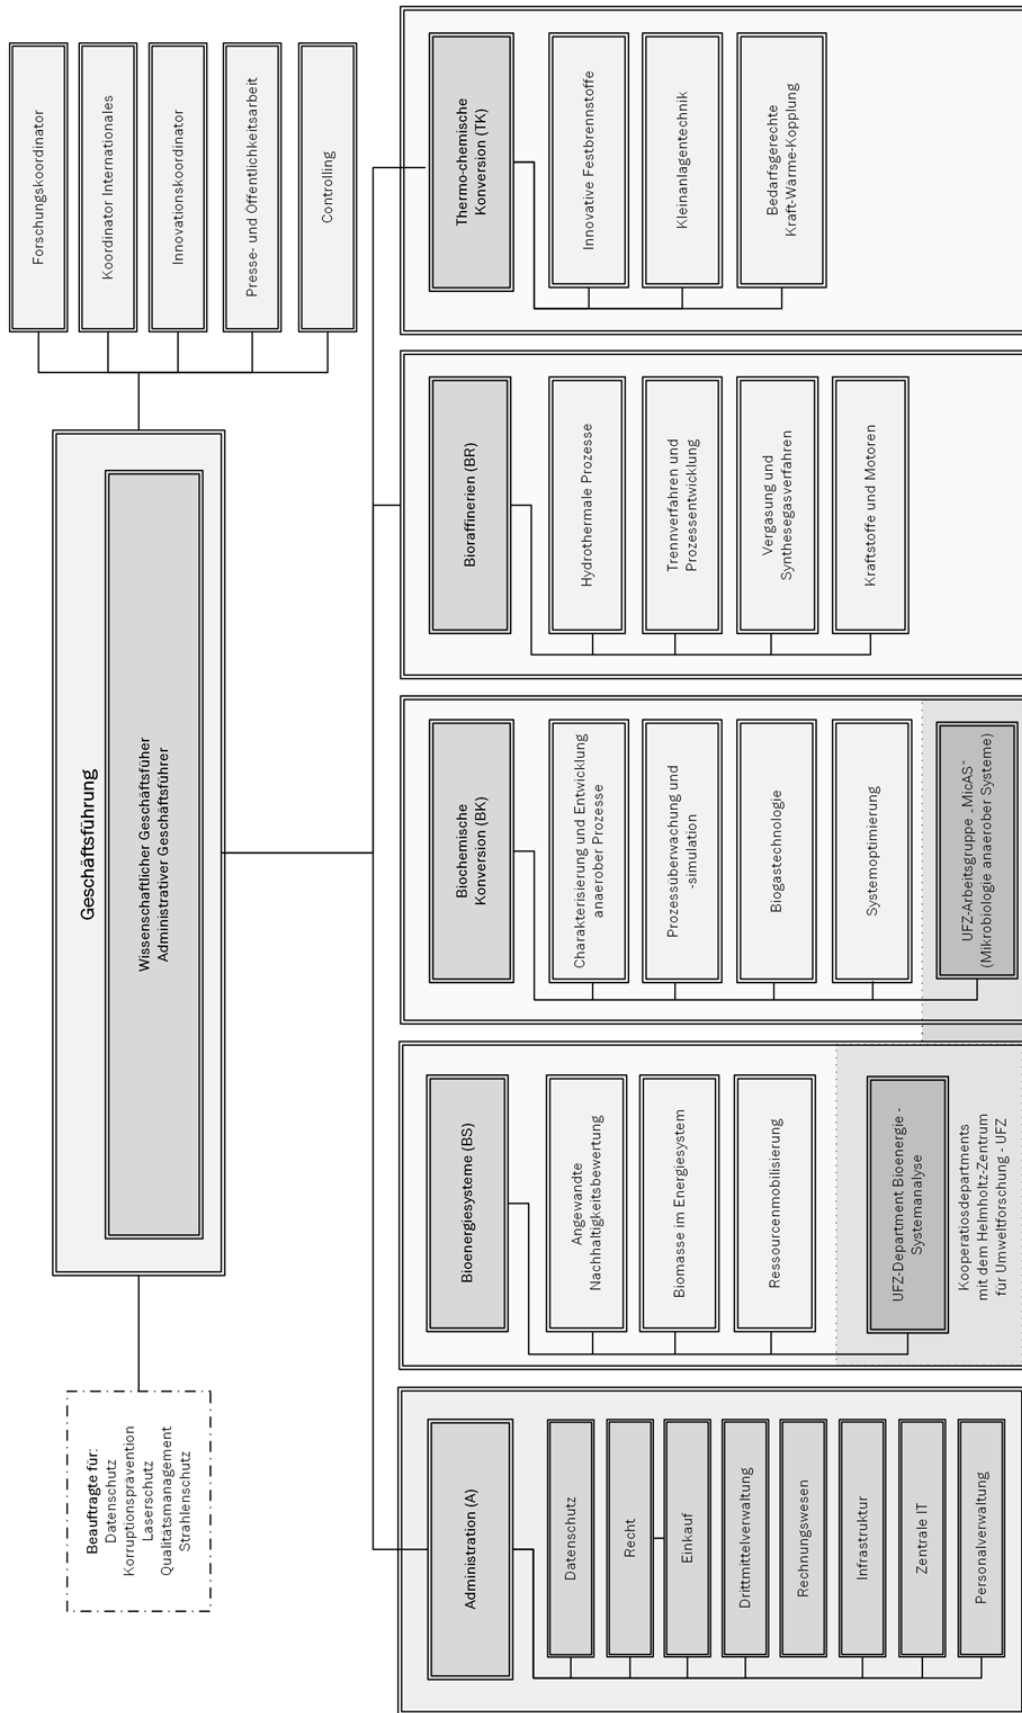 Geschäftsführung
Wissenschaftlicher Geschäftsfüher
Administrativer Geschäftsführer
Beauftragte für:
Datenschutz
Korruptionsprävention
Laserschutz
Qualitätsmanagement
Strahlenschutz
Forschungskoordinator
Koordinator Internationales
Innovationskoordinator
Presse- und Öffentlichkeitsarbeit
Controlling
Administration (A)
Datenschutz
Recht
Einkauf
Drittmittelverwaltung
Rechnungswesen
Infrastruktur
Zentrale IT
Personalverwaltung
Bioenergiesysteme (BS)
Angewandte
Nachhaltigkeitsbewertung
Biomasse im Energiesystem
Ressourcenmobilisierung
UFZ-Department Bioenergie -
Systemanalyse
Kooperatiosdepartments
mit dem Helmholtz-Zentrum
für Umweltforschung - UFZ
Biochemische
Konversion (BK)
Charakterisierung und Entwicklung
anaerober Prozesse
Prozessüberwachung und
-simulation
Biogastechnologie
Systemoptimierung
UFZ-Arbeitsgruppe „MicAS“
(Mikrobiologie anaerober Systeme)
Bioraffinerien (BR)
Hydrothermale Prozesse
Trennverfahren und
Prozessentwicklung
Vergasung und
Synthesegasverfahren
Kraftstoffe und Motoren
Thermo-chemische
Konversion (TK)
Innovative Festbrennstoffe
Kleinanlagentechnik
Bedarfsgerechte
Kraft-Wärme-Kopplung